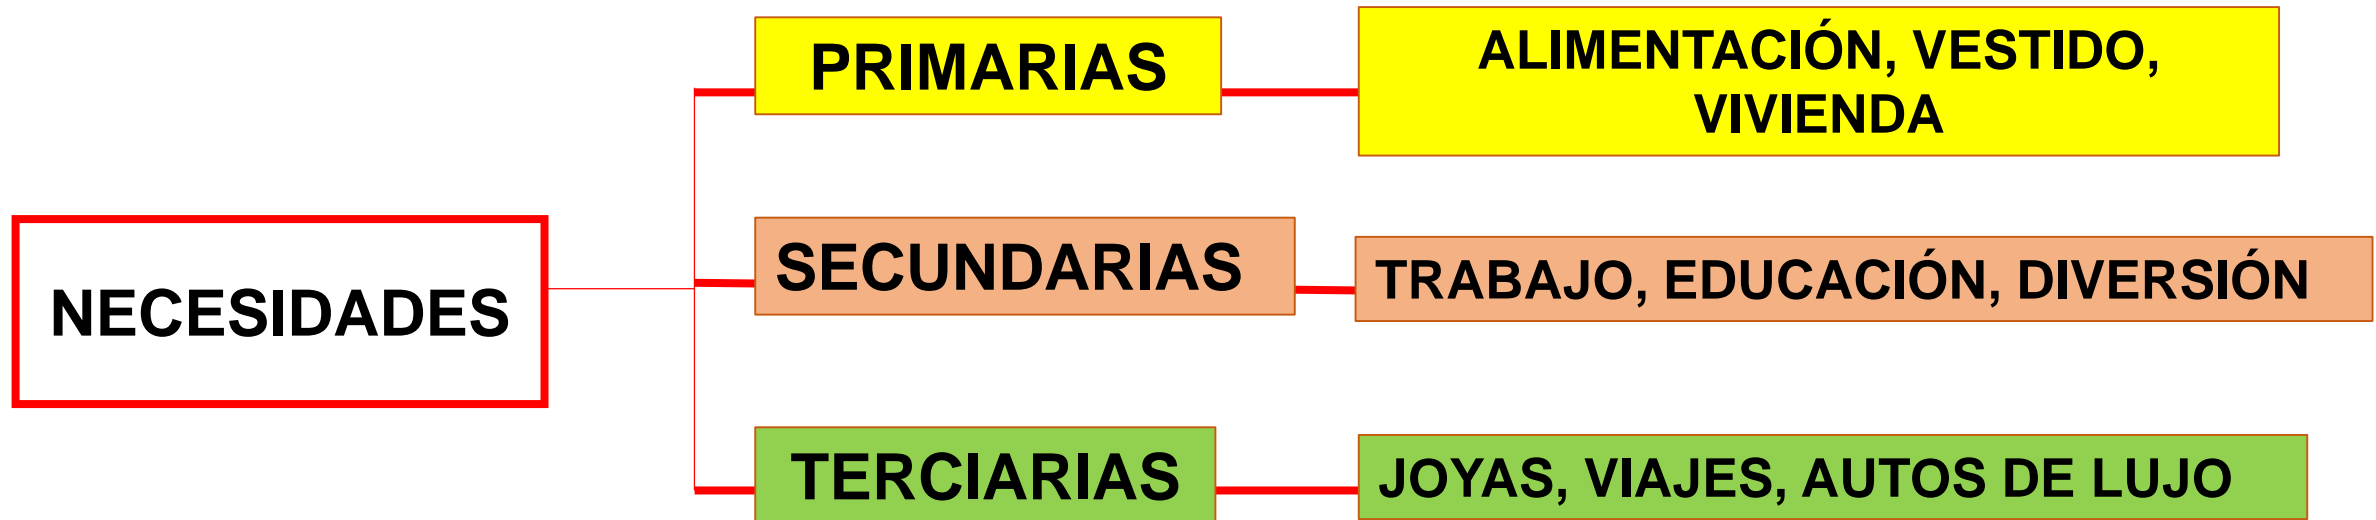 NECESIDADES
PRIMARIAS
ALIMENTACIÓN, VESTIDO,
VIVIENDA
SECUNDARIAS
TRABAJO, EDUCACIÓN, DIVERSIÓN
TERCIARIAS
JOYAS, VIAJES, AUTOS DE LUJO